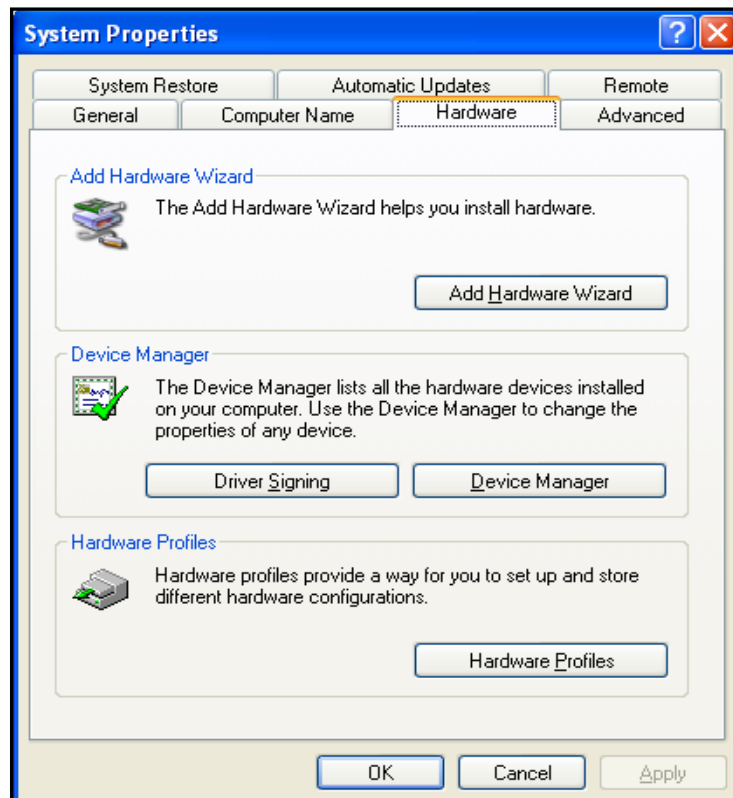 System Properties
System Restore
Automatic Updates
Remote
General
Computer Name
Hardware
Advanced
Add Hardware Wizard
The Add Hardware Wizard helps you install hardware.
Add Hardware Wizard
Device Manager
The Device Manager lists all the hardware devices installed
on your computer. Use the Device Manager to change the
properties of any device.
Driver Signing
Device Manager
Hardware Profiles
Hardware profiles provide a way for you to set up and store
different hardware configurations.
Hardware Profiles
OK
Cancel
Apply